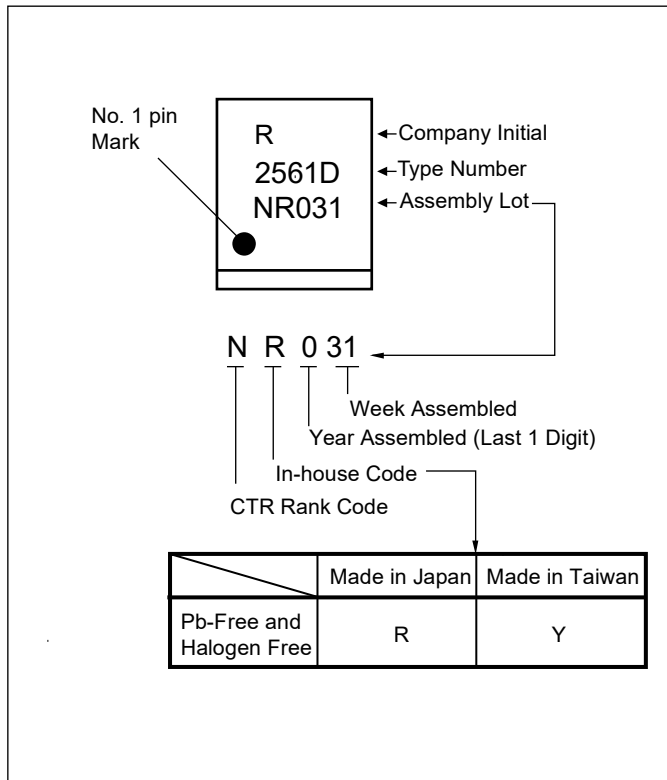 No. 1 pin
Mark
R
2561D
NR031
Company Initial
Type Number
Assembly Lot
N R 0 31
Week Assembled
Year Assembled (Last 1 Digit)
In-house Code
CTR Rank Code
Made in Japan Made in Taiwan
Pb-Free and
Halogen Free
R Y